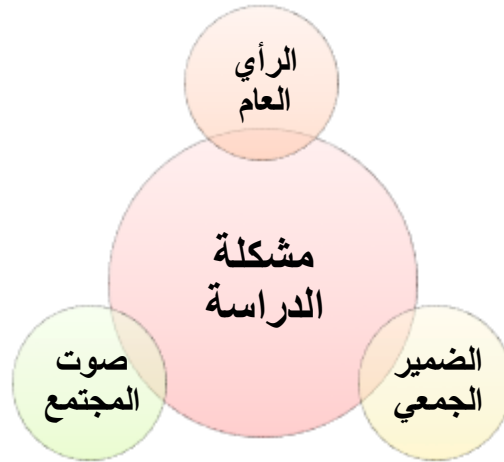 الرأي
العام
مشكلة
الدراسة
الضمير
الجمعي
صوت
المجتمع